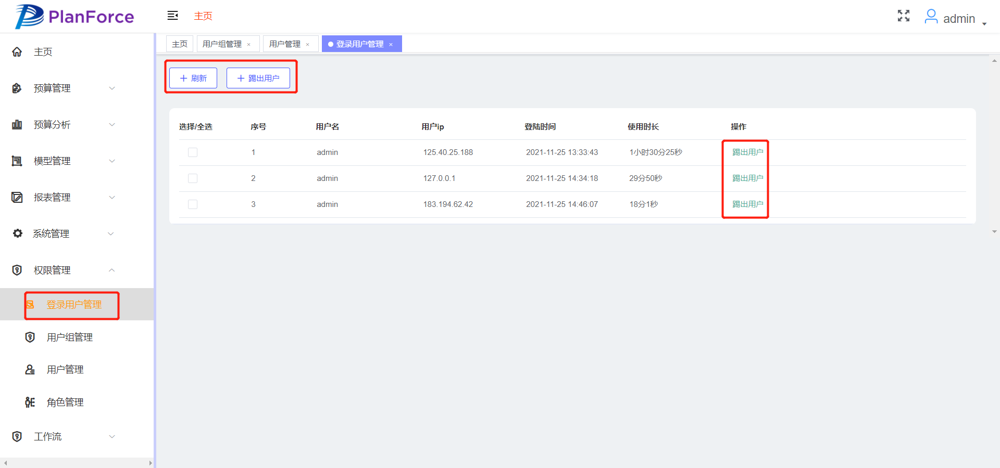 PlanForce
主页
admin
主页
用户组管理 ×
用户管理 ×
登录用户管理 ×
主页
预算管理
预算分析
模型管理
报表管理
系统管理
权限管理
登录用户管理
用户组管理
用户管理
角色管理
工作流
刷新
踢出用户
选择/全选 序号 用户名 用户ip 登陆时间 使用时长 操作
1 admin 125.40.25.188 2021-11-25 13:33:43 1小时30分25秒 踢出用户
2 admin 127.0.0.1 2021-11-25 14:34:18 29分50秒 踢出用户
3 admin 183.194.62.42 2021-11-25 14:46:07 18分1秒 踢出用户